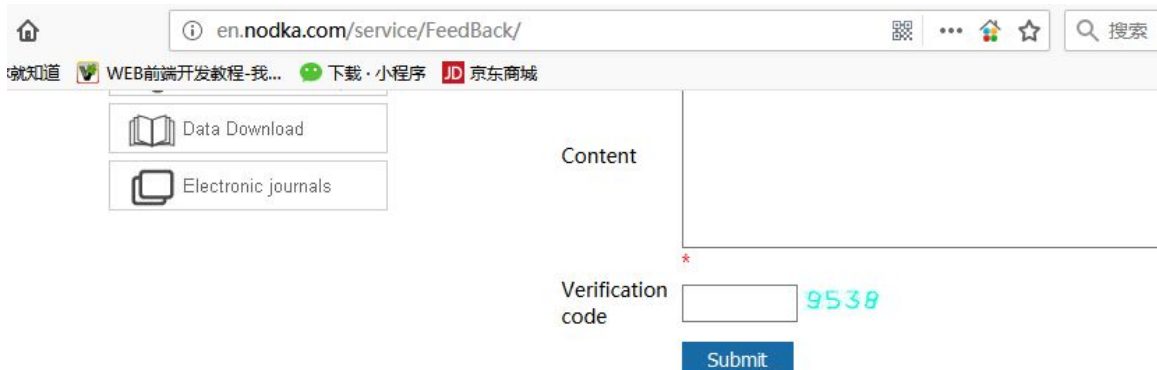 en.nodka.com/service/FeedBack/
搜索
就知道
WEB前端开发教程-我...
下载·小程序
JD 京东商城
Data Download
Electronic journals
Content
*
Verification
code
9538
Submit